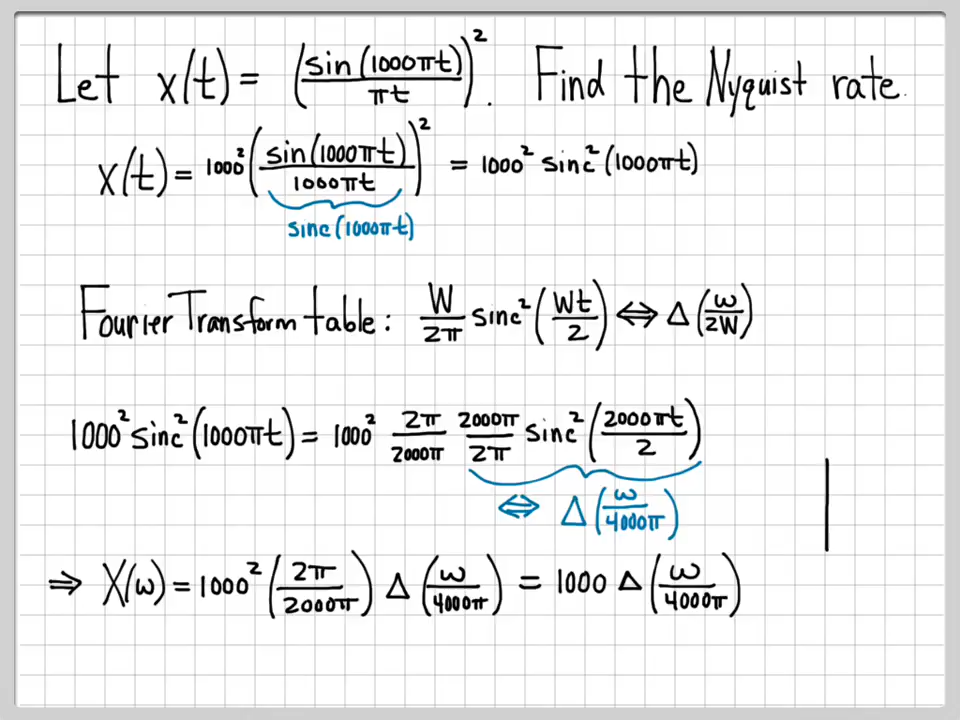 Let x(t) = (sin(1000πt)/πt)². Find the Nyquist rate.
x(t) = 1000² (sin(1000πt)/1000πt)² = 1000² sinc²(1000πt)
sinc(1000πt)
Fourier Transform table: W/2π sinc²(Wt/2) ⇔ Δ(ω/2W)
1000² sinc²(1000πt) = 1000² 2π/2000π 2000π/2π sinc²(2000πt/2)
⇔ Δ(ω/4000π)
⇒ X(ω) = 1000² (2π/2000π) Δ(ω/4000π) = 1000 Δ(ω/4000π)